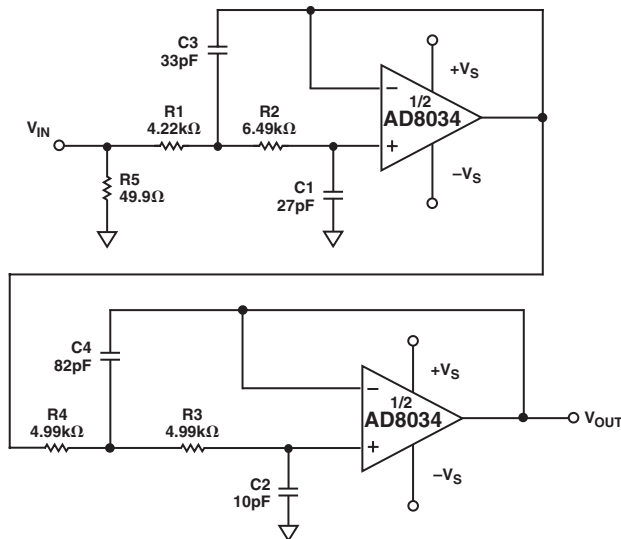 C3
33pF
+VS
1/2
AD8034
–
+
–VS
VIN
R1
4.22kΩ
R2
6.49kΩ
R5
49.9Ω
C1
27pF
C4
82pF
+VS
1/2
AD8034
–
+
–VS
VOUT
R4
4.99kΩ
R3
4.99kΩ
C2
10pF